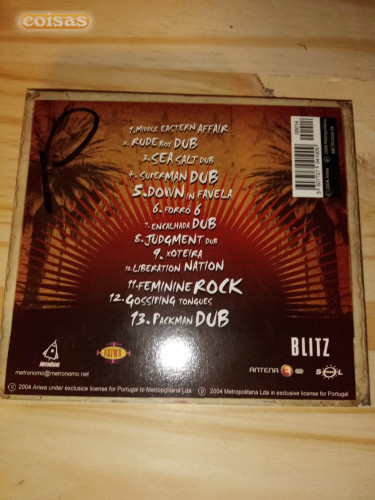 coisas
1. MIDDLE EASTERN AFFAIR
2. RUDE BOY DUB
3. SEA SALT DUB
4. SUPERMAN DUB
5. DOWN IN FAVELA
6. FORRÓ 6
7. ENCALHADA DUB
8. JUDGMENT DUB
9. XOTEIRA
10. LIBERATION NATION
11. FEMININE ROCK
12. GOSSIPING TONGUES
13. PACKMAN DUB
ARIWA
BLITZ
metronomo@metronomo.net
ANTENA 3
SOL
© 2004 Ariwa under exclusice license for Portugal to Metropolitana Lda
℗ 2004 Metropolitana Lda in exclusive license for Portugal